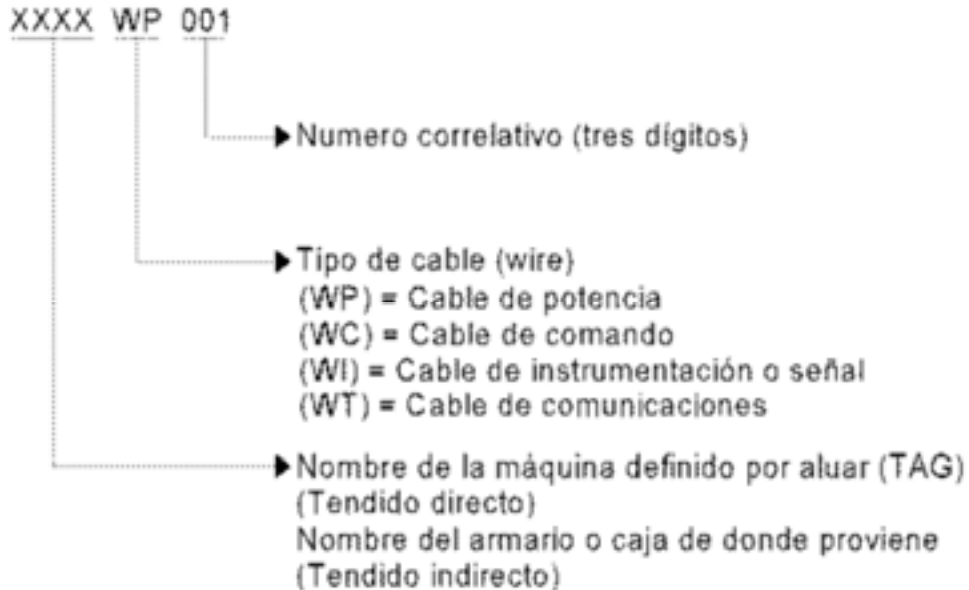 XXXX WP 001
Numero correlativo (tres dígitos)
Tipo de cable (wire)
(WP) = Cable de potencia
(WC) = Cable de comando
(WI) = Cable de instrumentación o señal
(WT) = Cable de comunicaciones
Nombre de la máquina definido por aluar (TAG)
(Tendido directo)
Nombre del armario o caja de donde proviene
(Tendido indirecto)